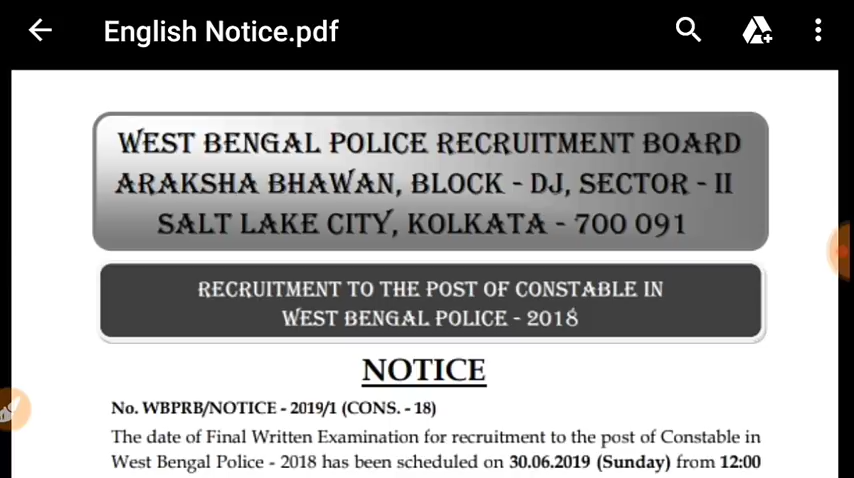 English Notice.pdf
WEST BENGAL POLICE RECRUITMENT BOARD
ARAKSHA BHAWAN, BLOCK - DJ, SECTOR - II
SALT LAKE CITY, KOLKATA - 700 091
RECRUITMENT TO THE POST OF CONSTABLE IN
WEST BENGAL POLICE - 2018
NOTICE
No. WBPRB/NOTICE - 2019/1 (CONS. - 18)
The date of Final Written Examination for recruitment to the post of Constable in
West Bengal Police - 2018 has been scheduled on 30.06.2019 (Sunday) from 12:00